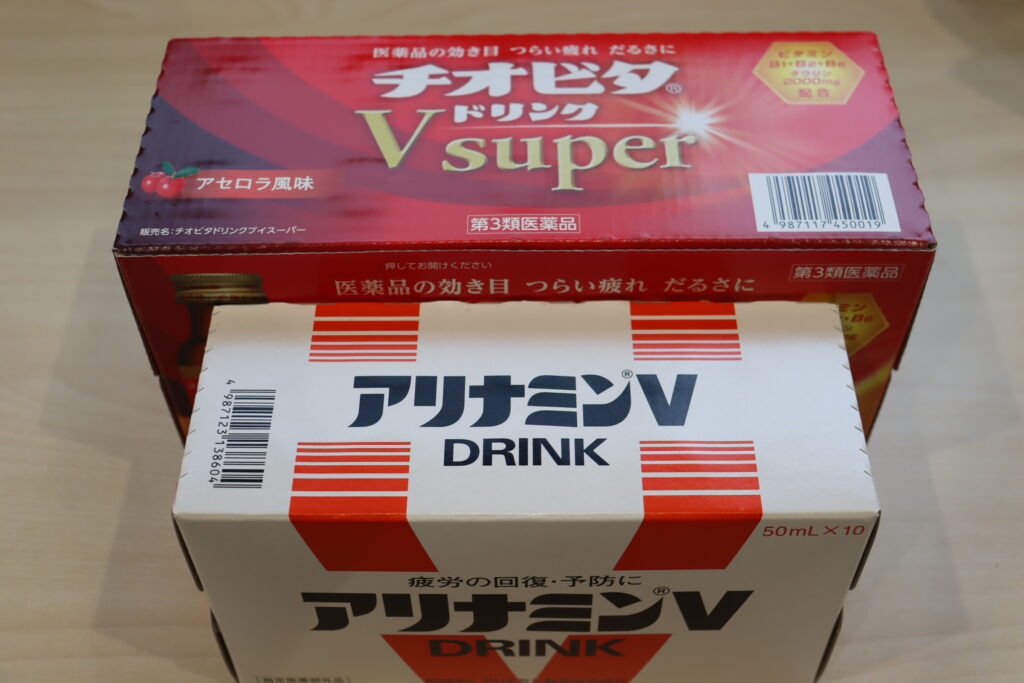 医薬品の効き目 つらい疲れ だるさに
チオビタ®
ドリンク
V super
ビタミン
B1・B2・B6
タウリン
2000mg
配合
アセロラ風味
販売名:チオビタドリンクブイスーパー
第3類医薬品
4 987117 450019
押してお開けください
第3類医薬品
医薬品の効き目 つらい疲れ だるさに
アリナミン®V
DRINK
4 987123 138604
50mL×10
疲労の回復・予防に
アリナミン®V
DRINK